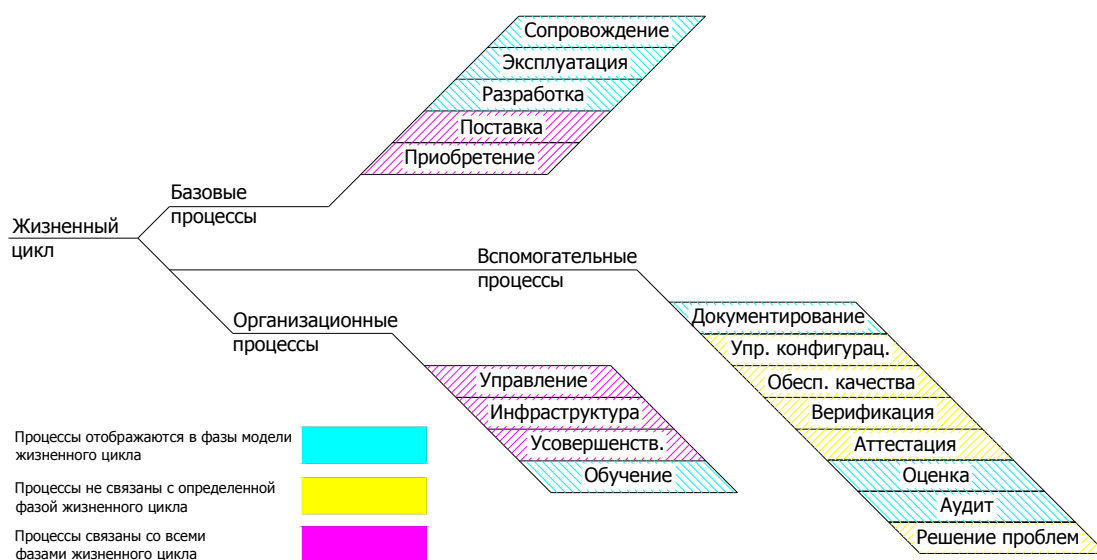 Сопровождение
Эксплуатация
Разработка
Поставка
Приобретение
Базовые
процессы
Жизненный
цикл
Вспомогательные
процессы
Организационные
процессы
Документирование
Упр. конфигурац.
Обесп. качества
Верификация
Аттестация
Оценка
Аудит
Решение проблем
Управление
Инфраструктура
Усовершенств.
Обучение
Процессы отображаются в фазы модели
жизненного цикла
Процессы не связаны с определенной
фазой жизненного цикла
Процессы связаны со всеми
фазами жизненного цикла